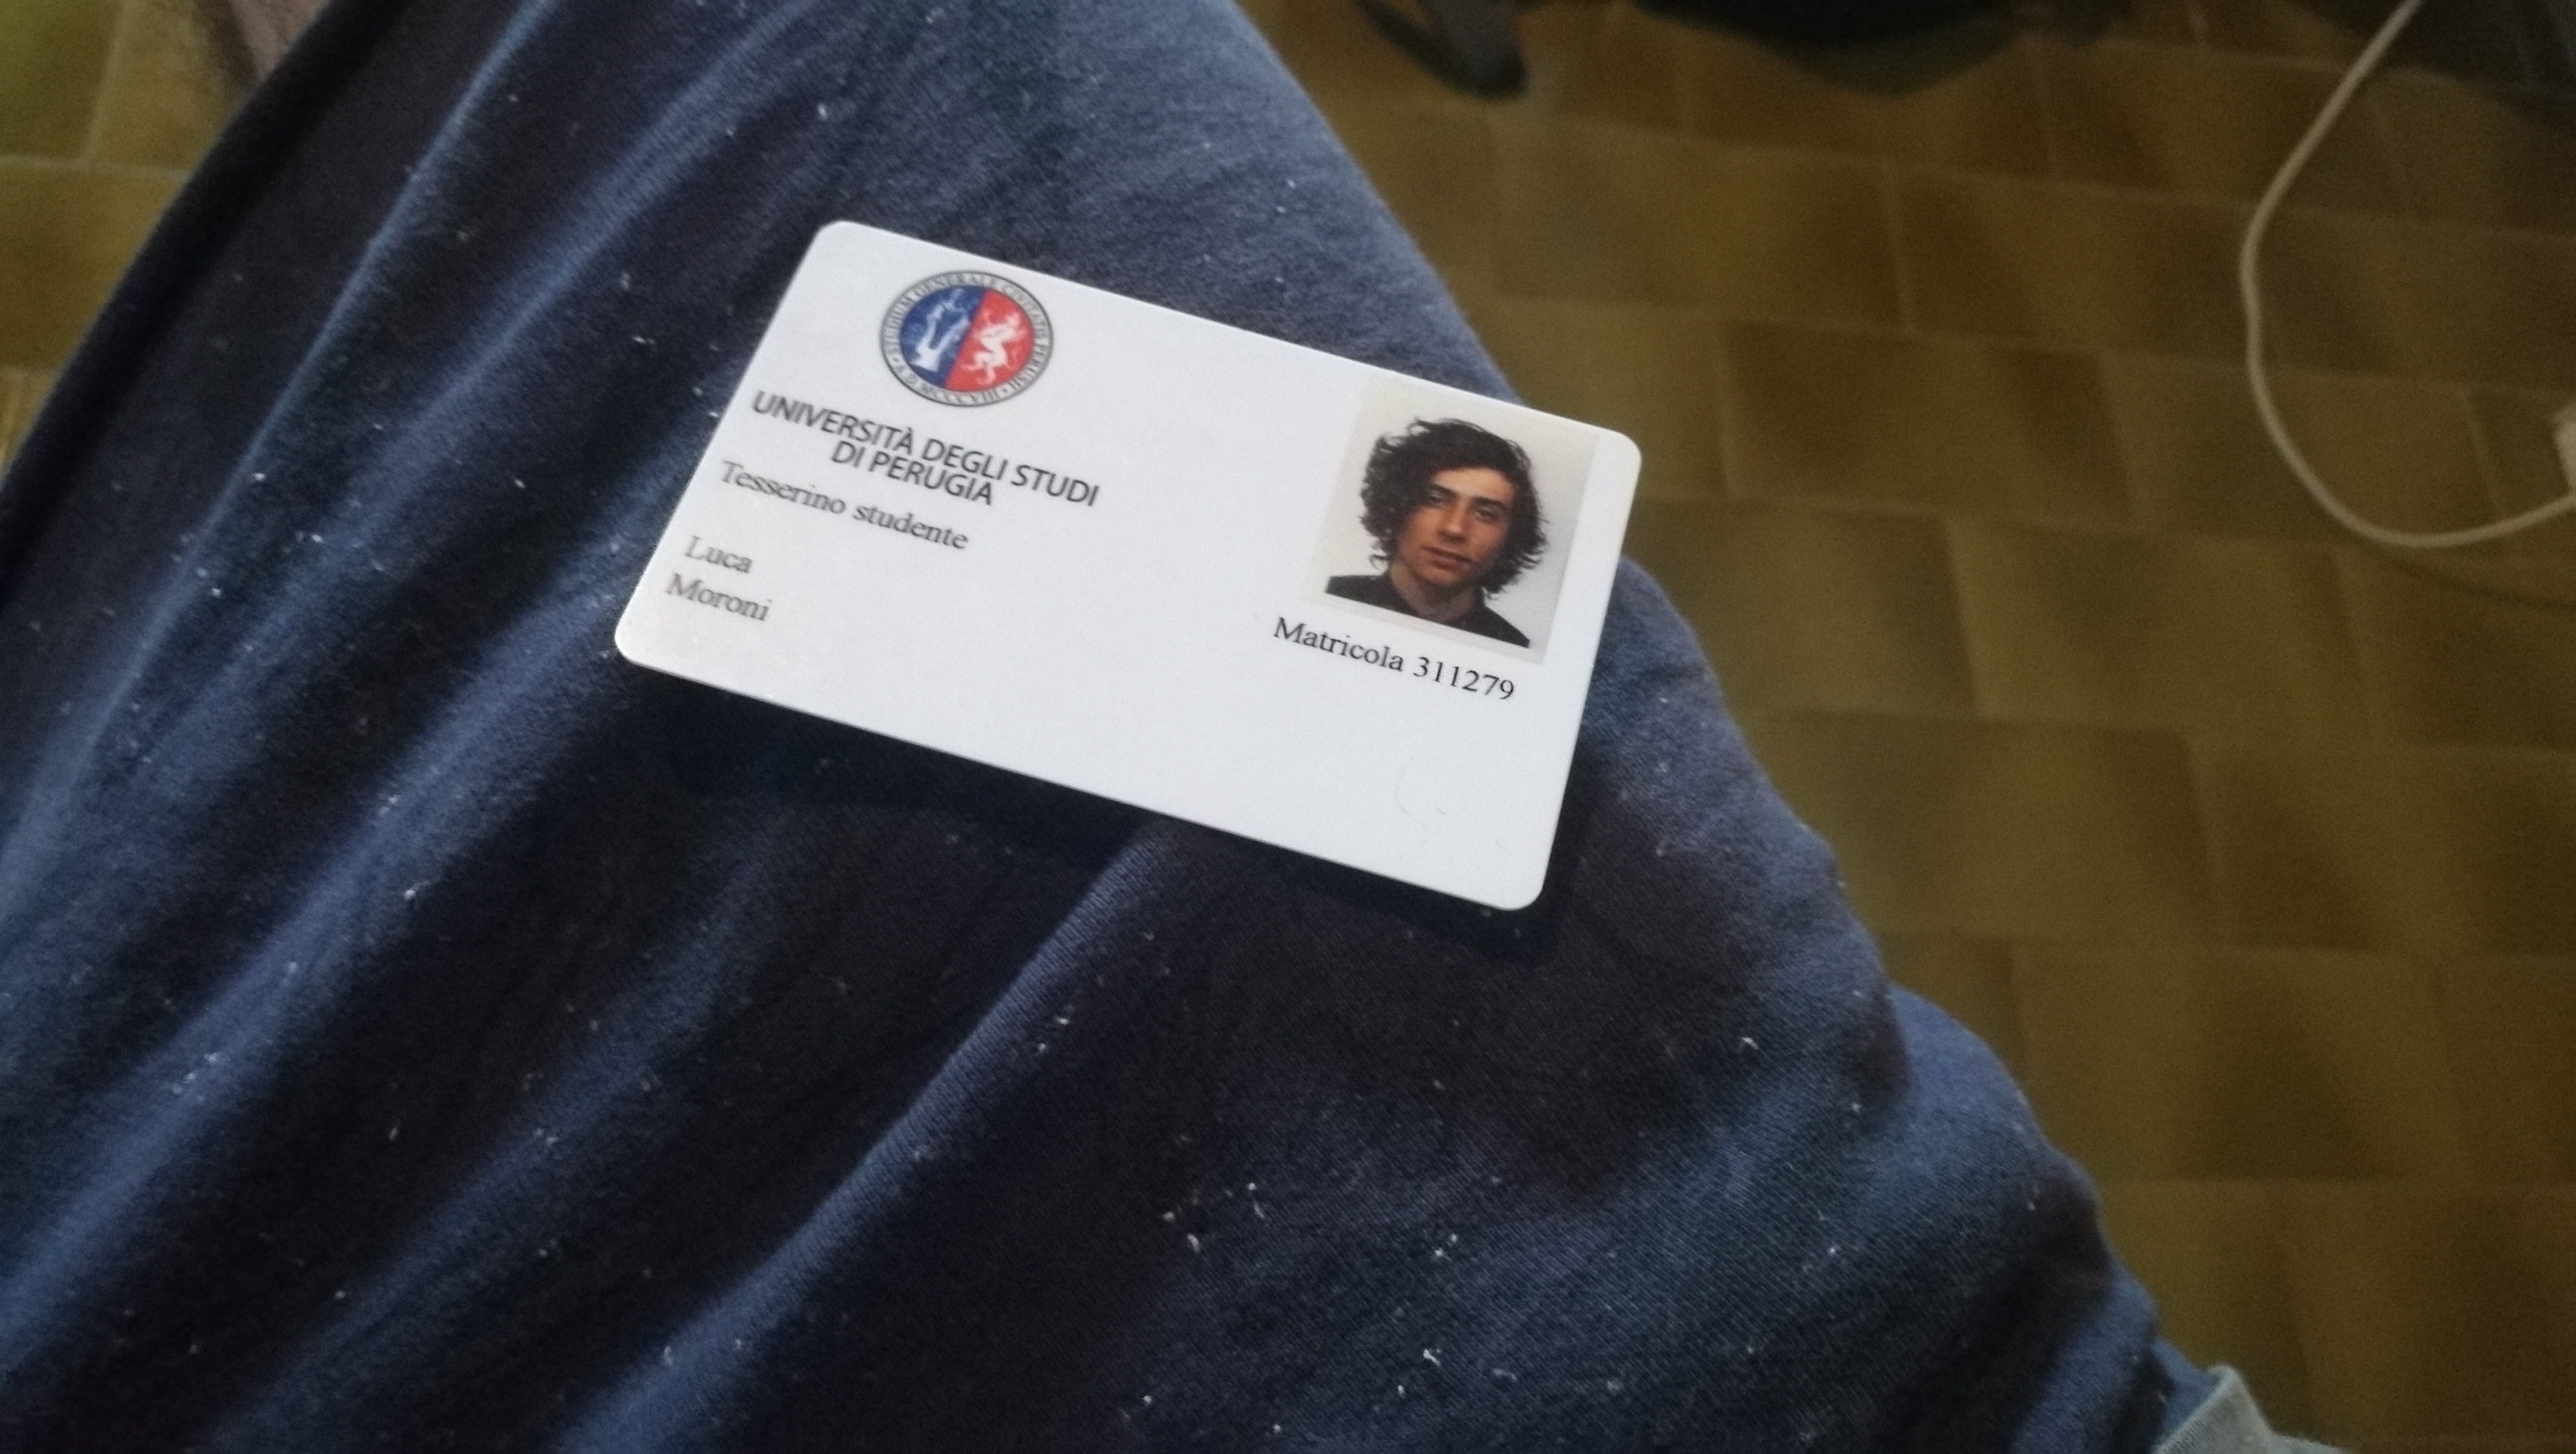 STUDIUM GENERALE CIVITATIS PERUSII
A.D. MCCCVIII
UNIVERSITÀ DEGLI STUDI
DI PERUGIA
Tesserino studente
Luca
Moroni
Matricola 311279